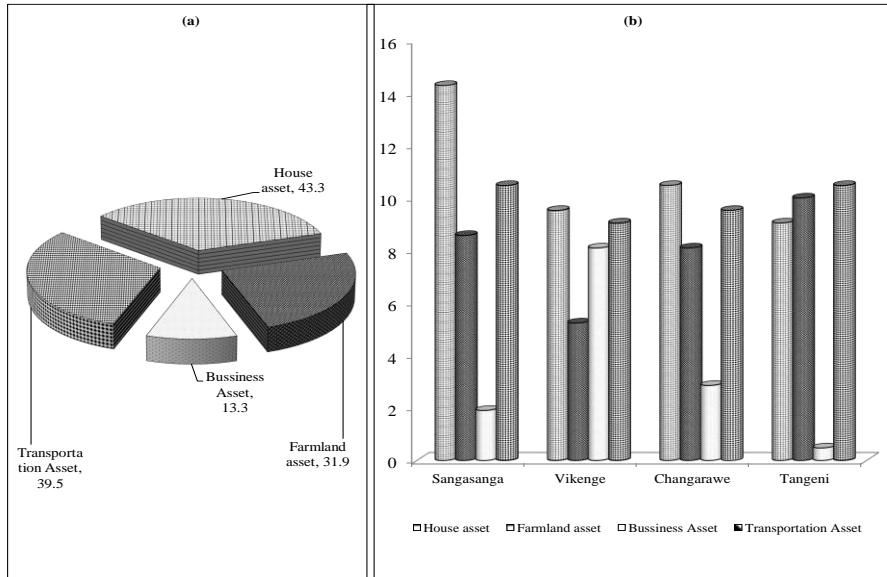 (a)
House
asset, 43.3
Bussiness
Asset,
13.3
Transporta
tion Asset,
39.5
Farmland
asset, 31.9
(b)
16
14
12
10
8
6
4
2
0
Sangasanga Vikenge Changarawe Tangeni
House asset Farmland asset Bussiness Asset Transportation Asset